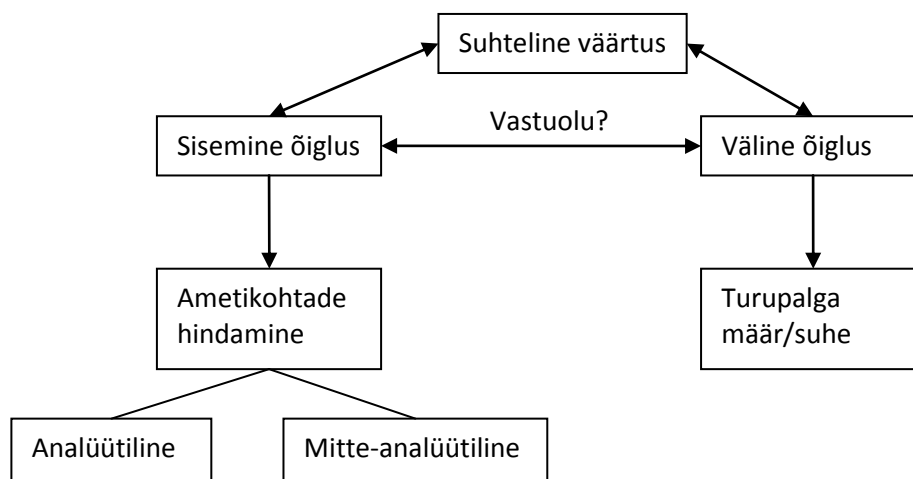 Suhteline väärtus
Vastuolu?
Sisemine õiglus
Väline õiglus
Ametikohtade
hindamine
Turupalga
määr/suhe
Analüütiline
Mitte-analüütiline